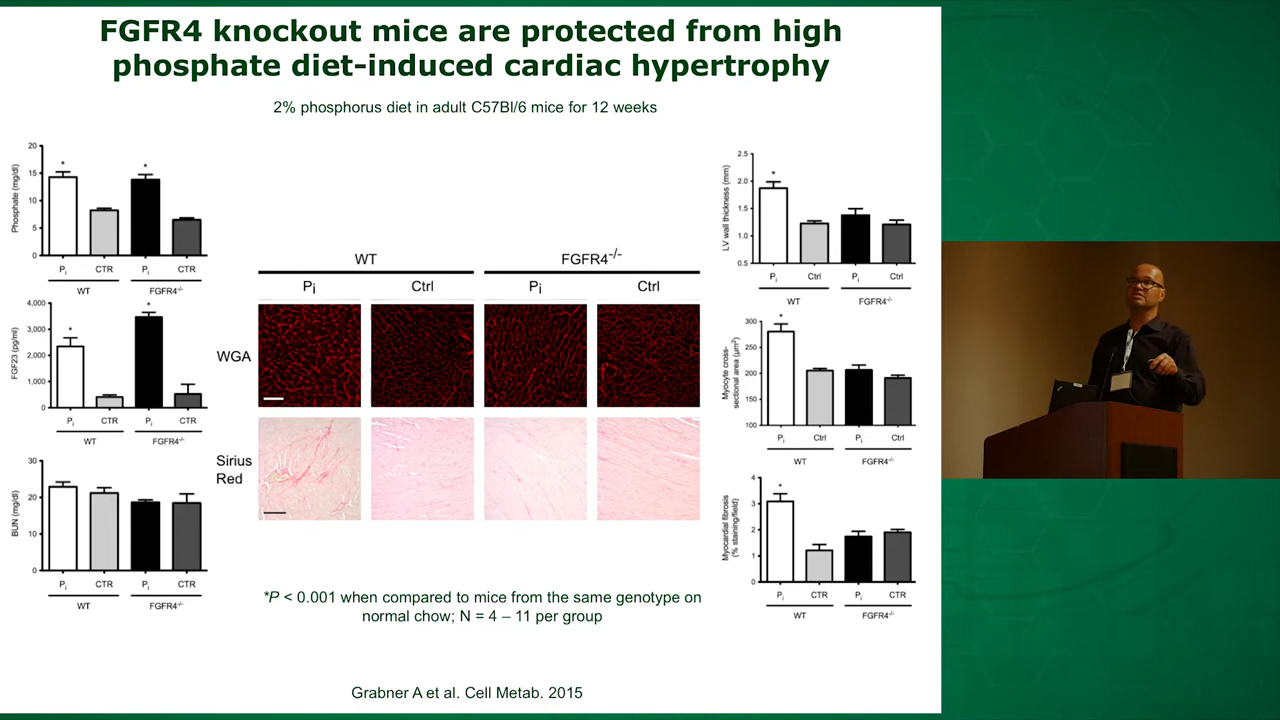 FGFR4 knockout mice are protected from high
phosphate diet-induced cardiac hypertrophy
2% phosphorus diet in adult C57Bl/6 mice for 12 weeks
Phosphate (mg/dl)
20
15
10
5
0
*
*
Pi CTR Pi CTR
WT FGFR4-/-
FGF23 (pg/ml)
4,000
3,000
2,000
1,000
0
*
*
Pi CTR Pi CTR
WT FGFR4-/-
BUN (mg/dl)
30
20
10
0
Pi CTR Pi CTR
WT FGFR4-/-
WT FGFR4-/-
Pi Ctrl Pi Ctrl
WGA
Sirius
Red
LV wall thickness (mm)
2.5
2.0
1.5
1.0
0.5
*
Pi Ctrl Pi Ctrl
WT FGFR4-/-
Myocyte cross-
sectional area (μm²)
300
250
200
150
100
*
Pi Ctrl Pi Ctrl
WT FGFR4-/-
Myocardial fibrosis
(% staining/field)
4
3
2
1
0
*
Pi CTR Pi CTR
WT FGFR4-/-
*P < 0.001 when compared to mice from the same genotype on
normal chow; N = 4 – 11 per group
Grabner A et al. Cell Metab. 2015